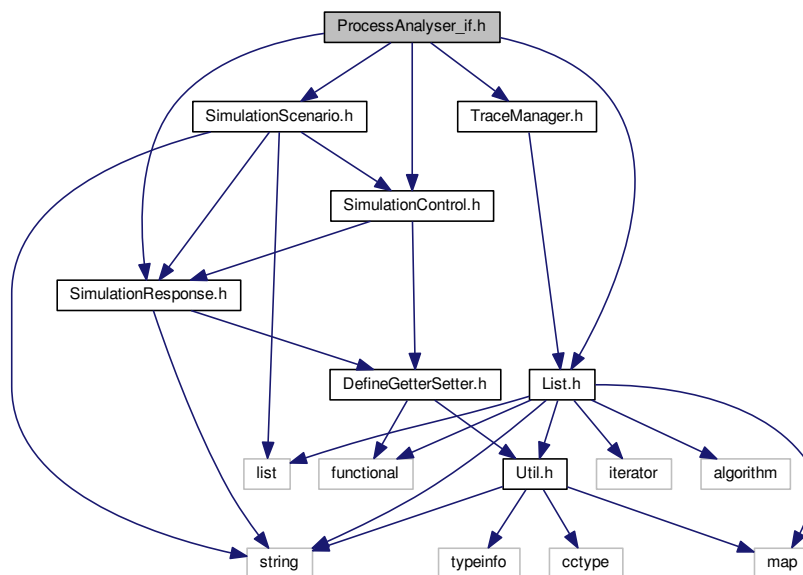 ProcessAnalyser_if.h
SimulationScenario.h
TraceManager.h
SimulationControl.h
SimulationResponse.h
DefineGetterSetter.h
List.h
list
functional
Util.h
iterator
algorithm
string
typeinfo
cctype
map